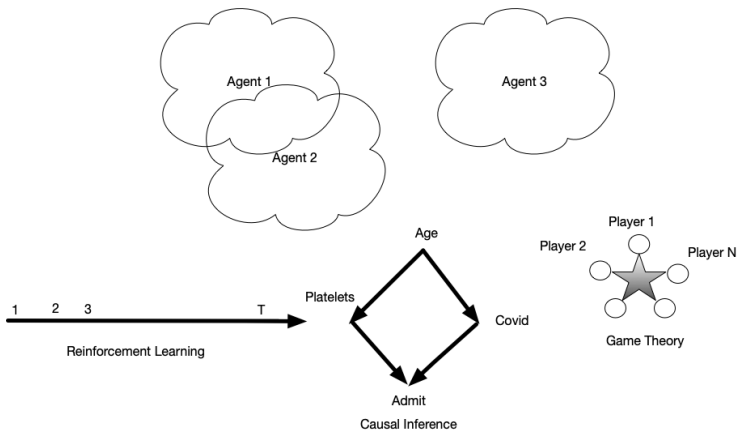 Agent 1
Agent 3
Agent 2
Player 1
Player 2
Player N
Game Theory
Age
Platelets
Covid
Admit
Causal Inference
1 2 3 T
Reinforcement Learning